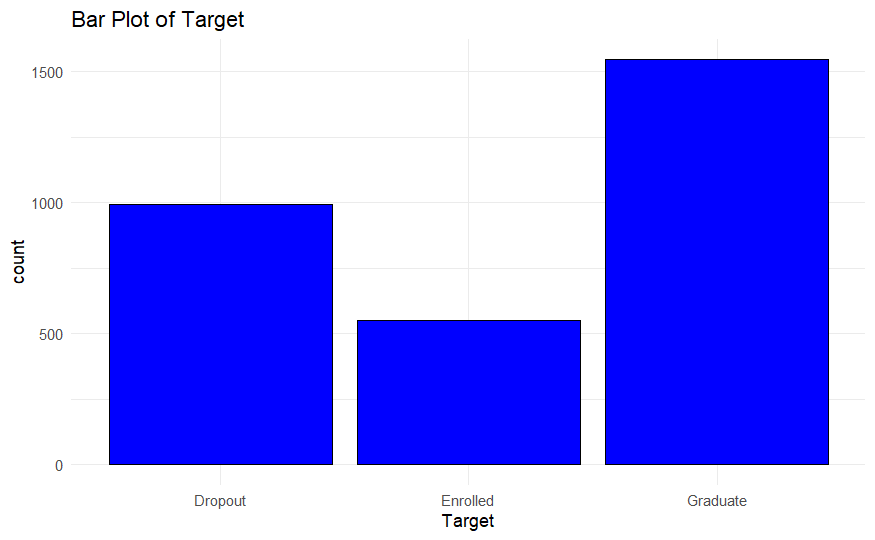 Bar Plot of Target
1500
1000
500
0
count
Dropout Enrolled Graduate
Target